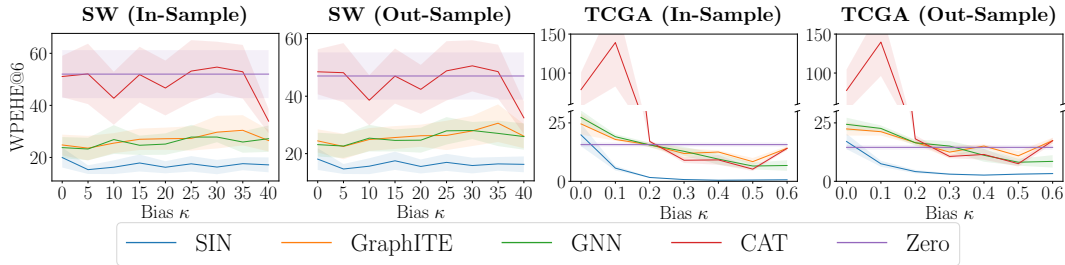 SW (In-Sample)
SW (Out-Sample)
TCGA (In-Sample)
TCGA (Out-Sample)
WPEHE@6
60
40
20
0 5 10 15 20 25 30 35 40
Bias κ
60
40
20
0 5 10 15 20 25 30 35 40
Bias κ
150
100
25
0
0.0 0.1 0.2 0.3 0.4 0.5 0.6
Bias κ
150
100
25
0
0.0 0.1 0.2 0.3 0.4 0.5 0.6
Bias κ
SIN GraphITE GNN CAT Zero